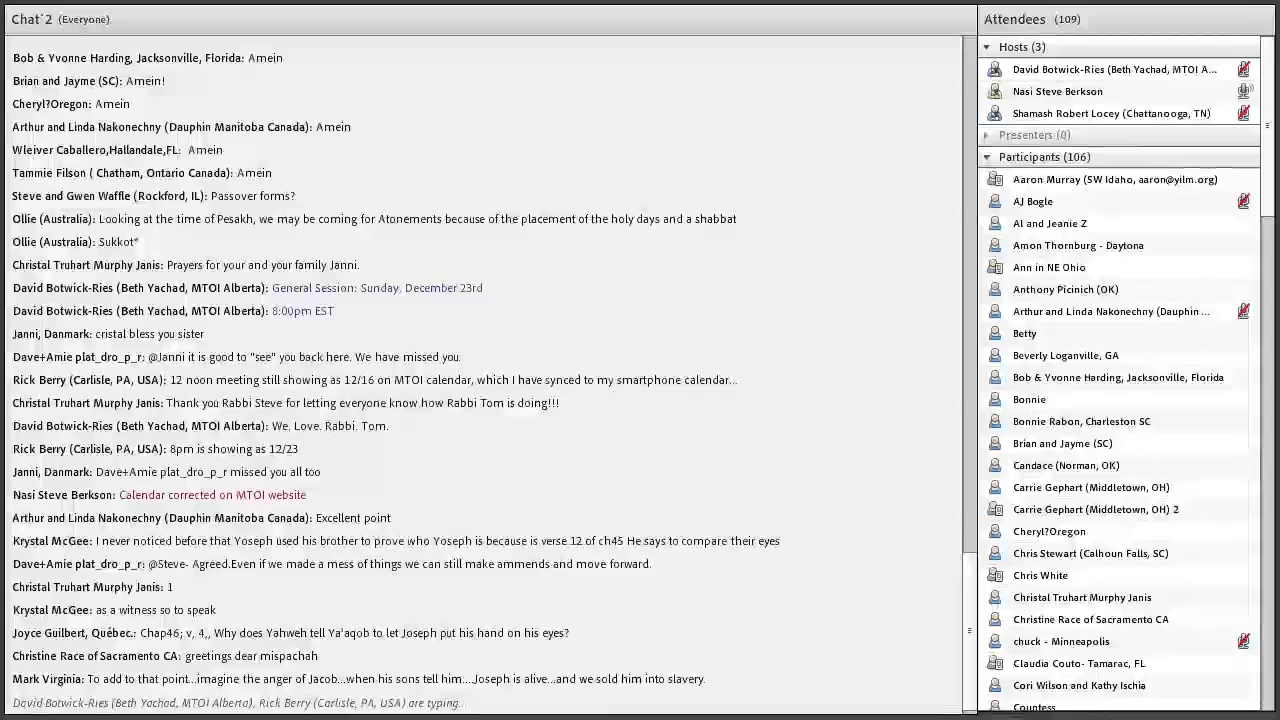 Chat 2 (Everyone)
Bob & Yvonne Harding, Jacksonville, Florida: Amein
Brian and Jayme (SC): Amein!
Cheryl?Oregon: Amein
Arthur and Linda Nakonechny (Dauphin Manitoba Canada): Amein
Wleiver Caballero,Hallandale,FL: Amein
Tammie Filson ( Chatham, Ontario Canada): Amein
Steve and Gwen Waffle (Rockford, IL): Passover forms?
Ollie (Australia): Looking at the time of Pesakh, we may be coming for Atonements because of the placement of the holy days and a shabbat
Ollie (Australia): Sukkot*
Christal Truhart Murphy Janis: Prayers for your and your family Janni.
David Botwick-Ries (Beth Yachad, MTOI Alberta): General Session: Sunday, December 23rd
David Botwick-Ries (Beth Yachad, MTOI Alberta): 8:00pm EST
Janni, Danmark: cristal bless you sister
Dave+Amie plat_dro_p_r: @Janni it is good to "see" you back here. We have missed you.
Rick Berry (Carlisle, PA, USA): 12 noon meeting still showing as 12/16 on MTOI calendar, which I have synced to my smartphone calendar...
Christal Truhart Murphy Janis: Thank you Rabbi Steve for letting everyone know how Rabbi Tom is doing!!!
David Botwick-Ries (Beth Yachad, MTOI Alberta): We. Love. Rabbi. Tom.
Rick Berry (Carlisle, PA, USA): 8pm is showing as 12/23
Janni, Danmark: Dave+Amie plat_dro_p_r missed you all too
Nasi Steve Berkson: Calendar corrected on MTOI website
Arthur and Linda Nakonechny (Dauphin Manitoba Canada): Excellent point
Krystal McGee: I never noticed before that Yoseph used his brother to prove who Yoseph is because is verse 12 of ch45 He says to compare their eyes
Dave+Amie plat_dro_p_r: @Steve- Agreed.Even if we made a mess of things we can still make ammends and move forward.
Christal Truhart Murphy Janis: 1
Krystal McGee: as a witness so to speak
Joyce Guilbert, Québec.: Chap46; v, 4,, Why does Yahweh tell Ya'aqob to let Joseph put his hand on his eyes?
Christine Race of Sacramento CA: greetings dear mispachah
Mark Virginia: To add to that point...imagine the anger of Jacob...when his sons tell him....Joseph is alive...and we sold him into slavery.
David Botwick-Ries (Beth Yachad, MTOI Alberta), Rick Berry (Carlisle, PA, USA) are typing...
Attendees (109)
Hosts (3)
David Botwick-Ries (Beth Yachad, MTOI A...
Nasi Steve Berkson
Shamash Robert Locey (Chattanooga, TN)
Presenters (0)
Participants (106)
Aaron Murray (SW Idaho, aaron@yilm.org)
AJ Bogle
Al and Jeanie Z
Amon Thornburg - Daytona
Ann in NE Ohio
Anthony Picinich (OK)
Arthur and Linda Nakonechny (Dauphin ...
Betty
Beverly Loganville, GA
Bob & Yvonne Harding, Jacksonville, Florida
Bonnie
Bonnie Rabon, Charleston SC
Brian and Jayme (SC)
Candace (Norman, OK)
Carrie Gephart (Middletown, OH)
Carrie Gephart (Middletown, OH) 2
Cheryl?Oregon
Chris Stewart (Calhoun Falls, SC)
Chris White
Christal Truhart Murphy Janis
Christine Race of Sacramento CA
chuck - Minneapolis
Claudia Couto- Tamarac, FL
Cori Wilson and Kathy Ischia
Countess